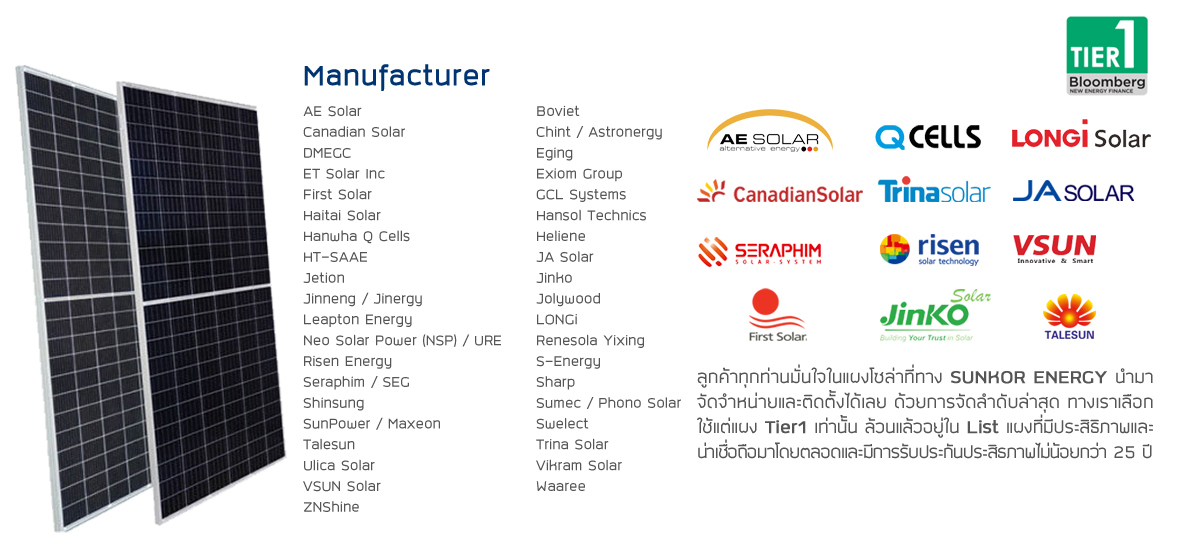 TIER 1
Bloomberg
NEW ENERGY FINANCE
Manufacturer
AE Solar
Canadian Solar
DMEGC
ET Solar Inc
First Solar
Haitai Solar
Hanwha Q Cells
HT-SAAE
Jetion
Jinneng / Jinergy
Leapton Energy
Neo Solar Power (NSP) / URE
Risen Energy
Seraphim / SEG
Shinsung
SunPower / Maxeon
Talesun
Ulica Solar
VSUN Solar
ZNShine
Boviet
Chint / Astronergy
Eging
Exiom Group
GCL Systems
Hansol Technics
Heliene
JA Solar
Jinko
Jolywood
LONGi
Renesola Yixing
S-Energy
Sharp
Sumec / Phono Solar
Swelect
Trina Solar
Vikram Solar
Waaree
AE SOLAR
alternative energy
Q CELLS
LONGi Solar
CanadianSolar
Trinasolar
JA SOLAR
SERAPHIM
SOLAR·SYSTEM
risen
solar technology
VSUN
Innovative & Smart
First Solar.
JinKO Solar
Building Your Trust in Solar
TALESUN
ลูกค้าทุกท่านมั่นใจในแผงโซล่าที่ทาง SUNKOR ENERGY นำมา
จัดจำหน่ายและติดตั้งได้เลย ด้วยการจัดลำดับล่าสุด ทางเราเลือก
ใช้แต่แผง Tier1 เท่านั้น ล้วนแล้วอยู่ใน List แผงที่มีประสิธิภาพและ
น่าเชื่อถือมาโดยตลอดและมีการรับประกันประสิธภาพไม่น้อยกว่า 25 ปี